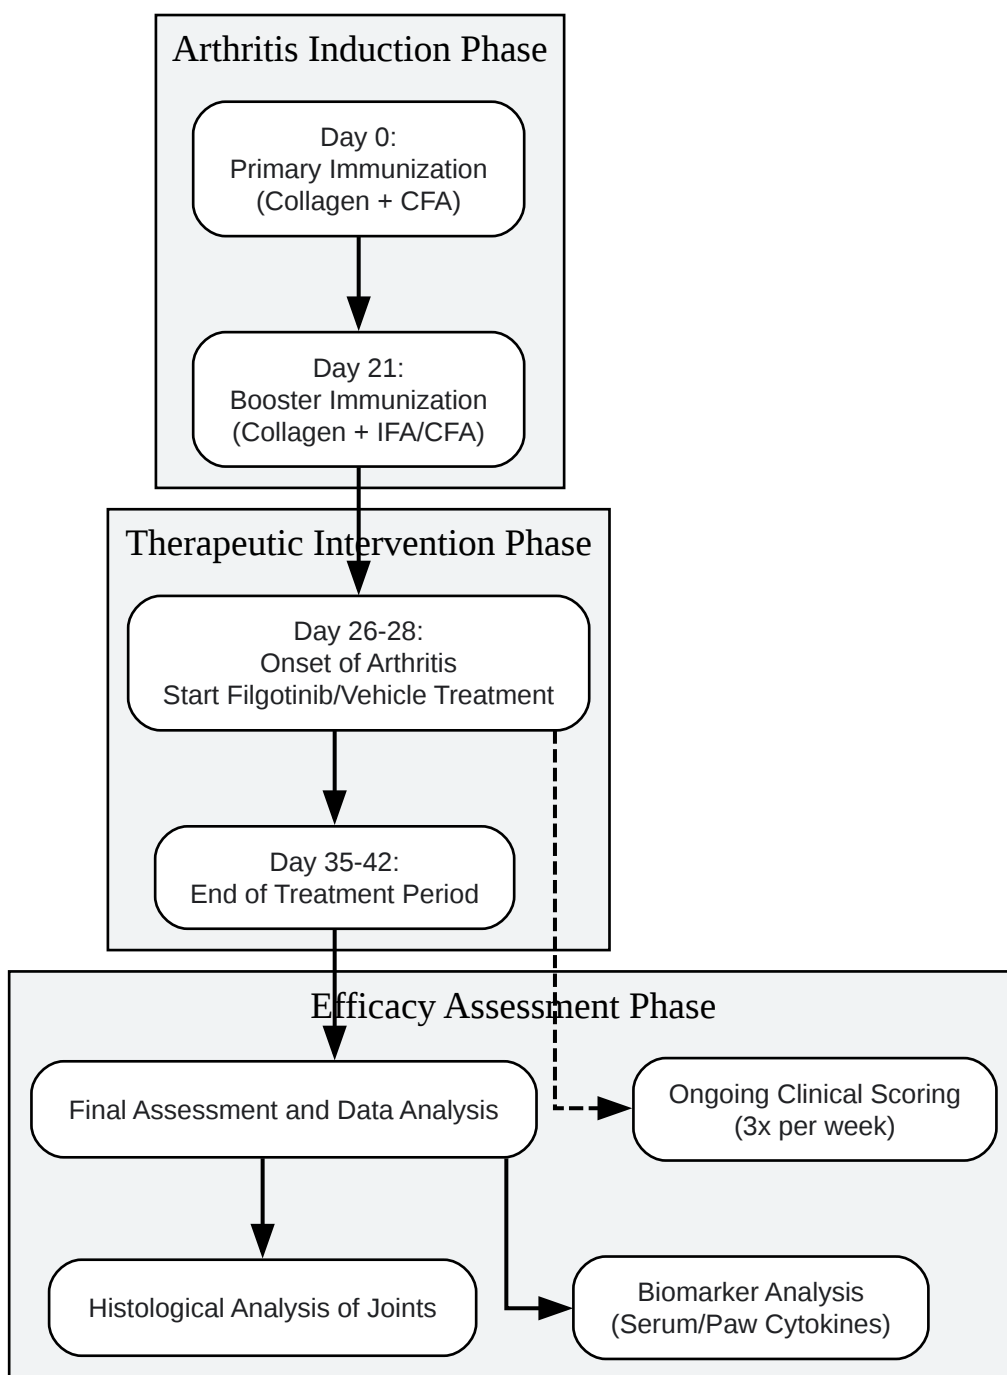 Arthritis Induction Phase
Day 0:
Primary Immunization
(Collagen + CFA)
Day 21:
Booster Immunization
(Collagen + IFA/CFA)
Therapeutic Intervention Phase
Day 26-28:
Onset of Arthritis
Start Filgotinib/Vehicle Treatment
Day 35-42:
End of Treatment Period
Efficacy Assessment Phase
Final Assessment and Data Analysis
Ongoing Clinical Scoring
(3x per week)
Histological Analysis of Joints
Biomarker Analysis
(Serum/Paw Cytokines)